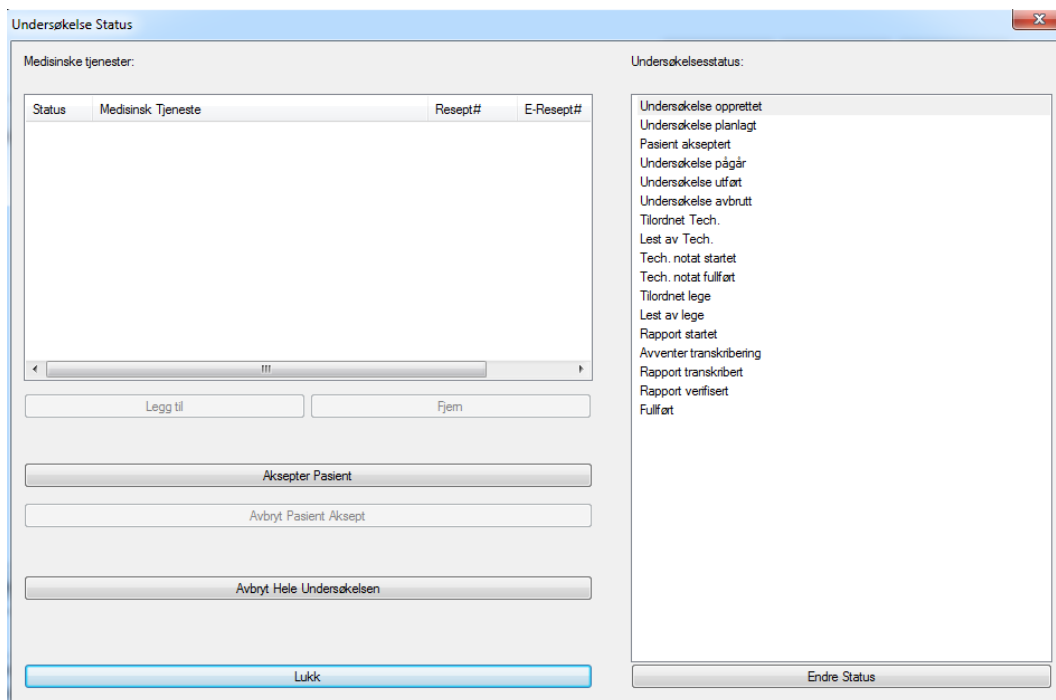 Undersøkelse Status
Medisinske tjenester:
Status Medisinsk Tjeneste Resept# E-Resept#
Legg til Fjern
Aksepter Pasient
Avbryt Pasient Aksept
Avbryt Hele Undersøkelsen
Lukk
Undersøkelsesstatus:
Undersøkelse opprettet
Undersøkelse planlagt
Pasient akseptert
Undersøkelse pågår
Undersøkelse utført
Undersøkelse avbrutt
Tilordnet Tech.
Lest av Tech.
Tech. notat startet
Tech. notat fullført
Tilordnet lege
Lest av lege
Rapport startet
Avventer transkribering
Rapport transkribert
Rapport verifisert
Fullført
Endre Status